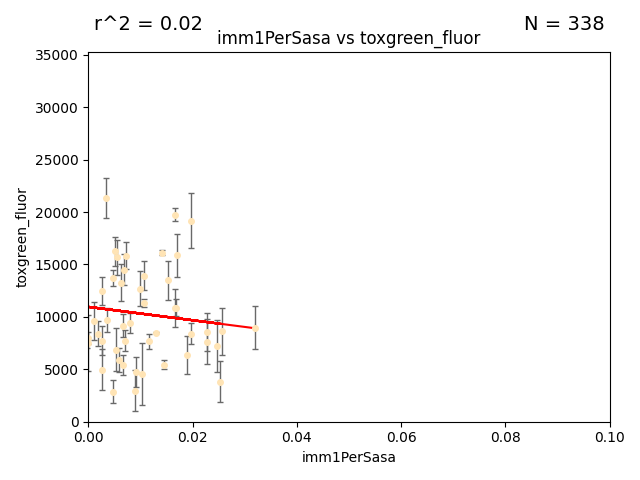 r^2 = 0.02
N = 338
imm1PerSasa vs toxgreen_fluor
35000
30000
25000
20000
15000
10000
5000
0
toxgreen_fluor
0.00
0.02
0.04
0.06
0.08
0.10
imm1PerSasa